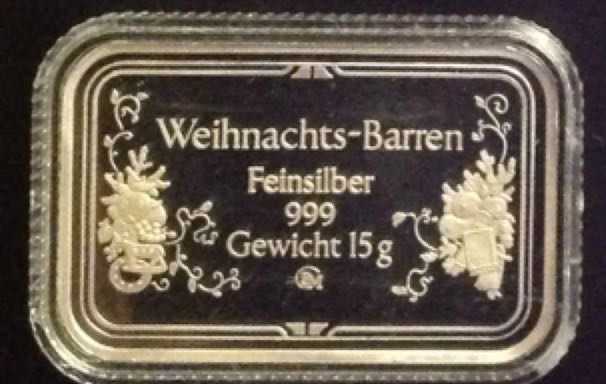 Weihnachts-Barren
Feinsilber
999
Gewicht 15 g